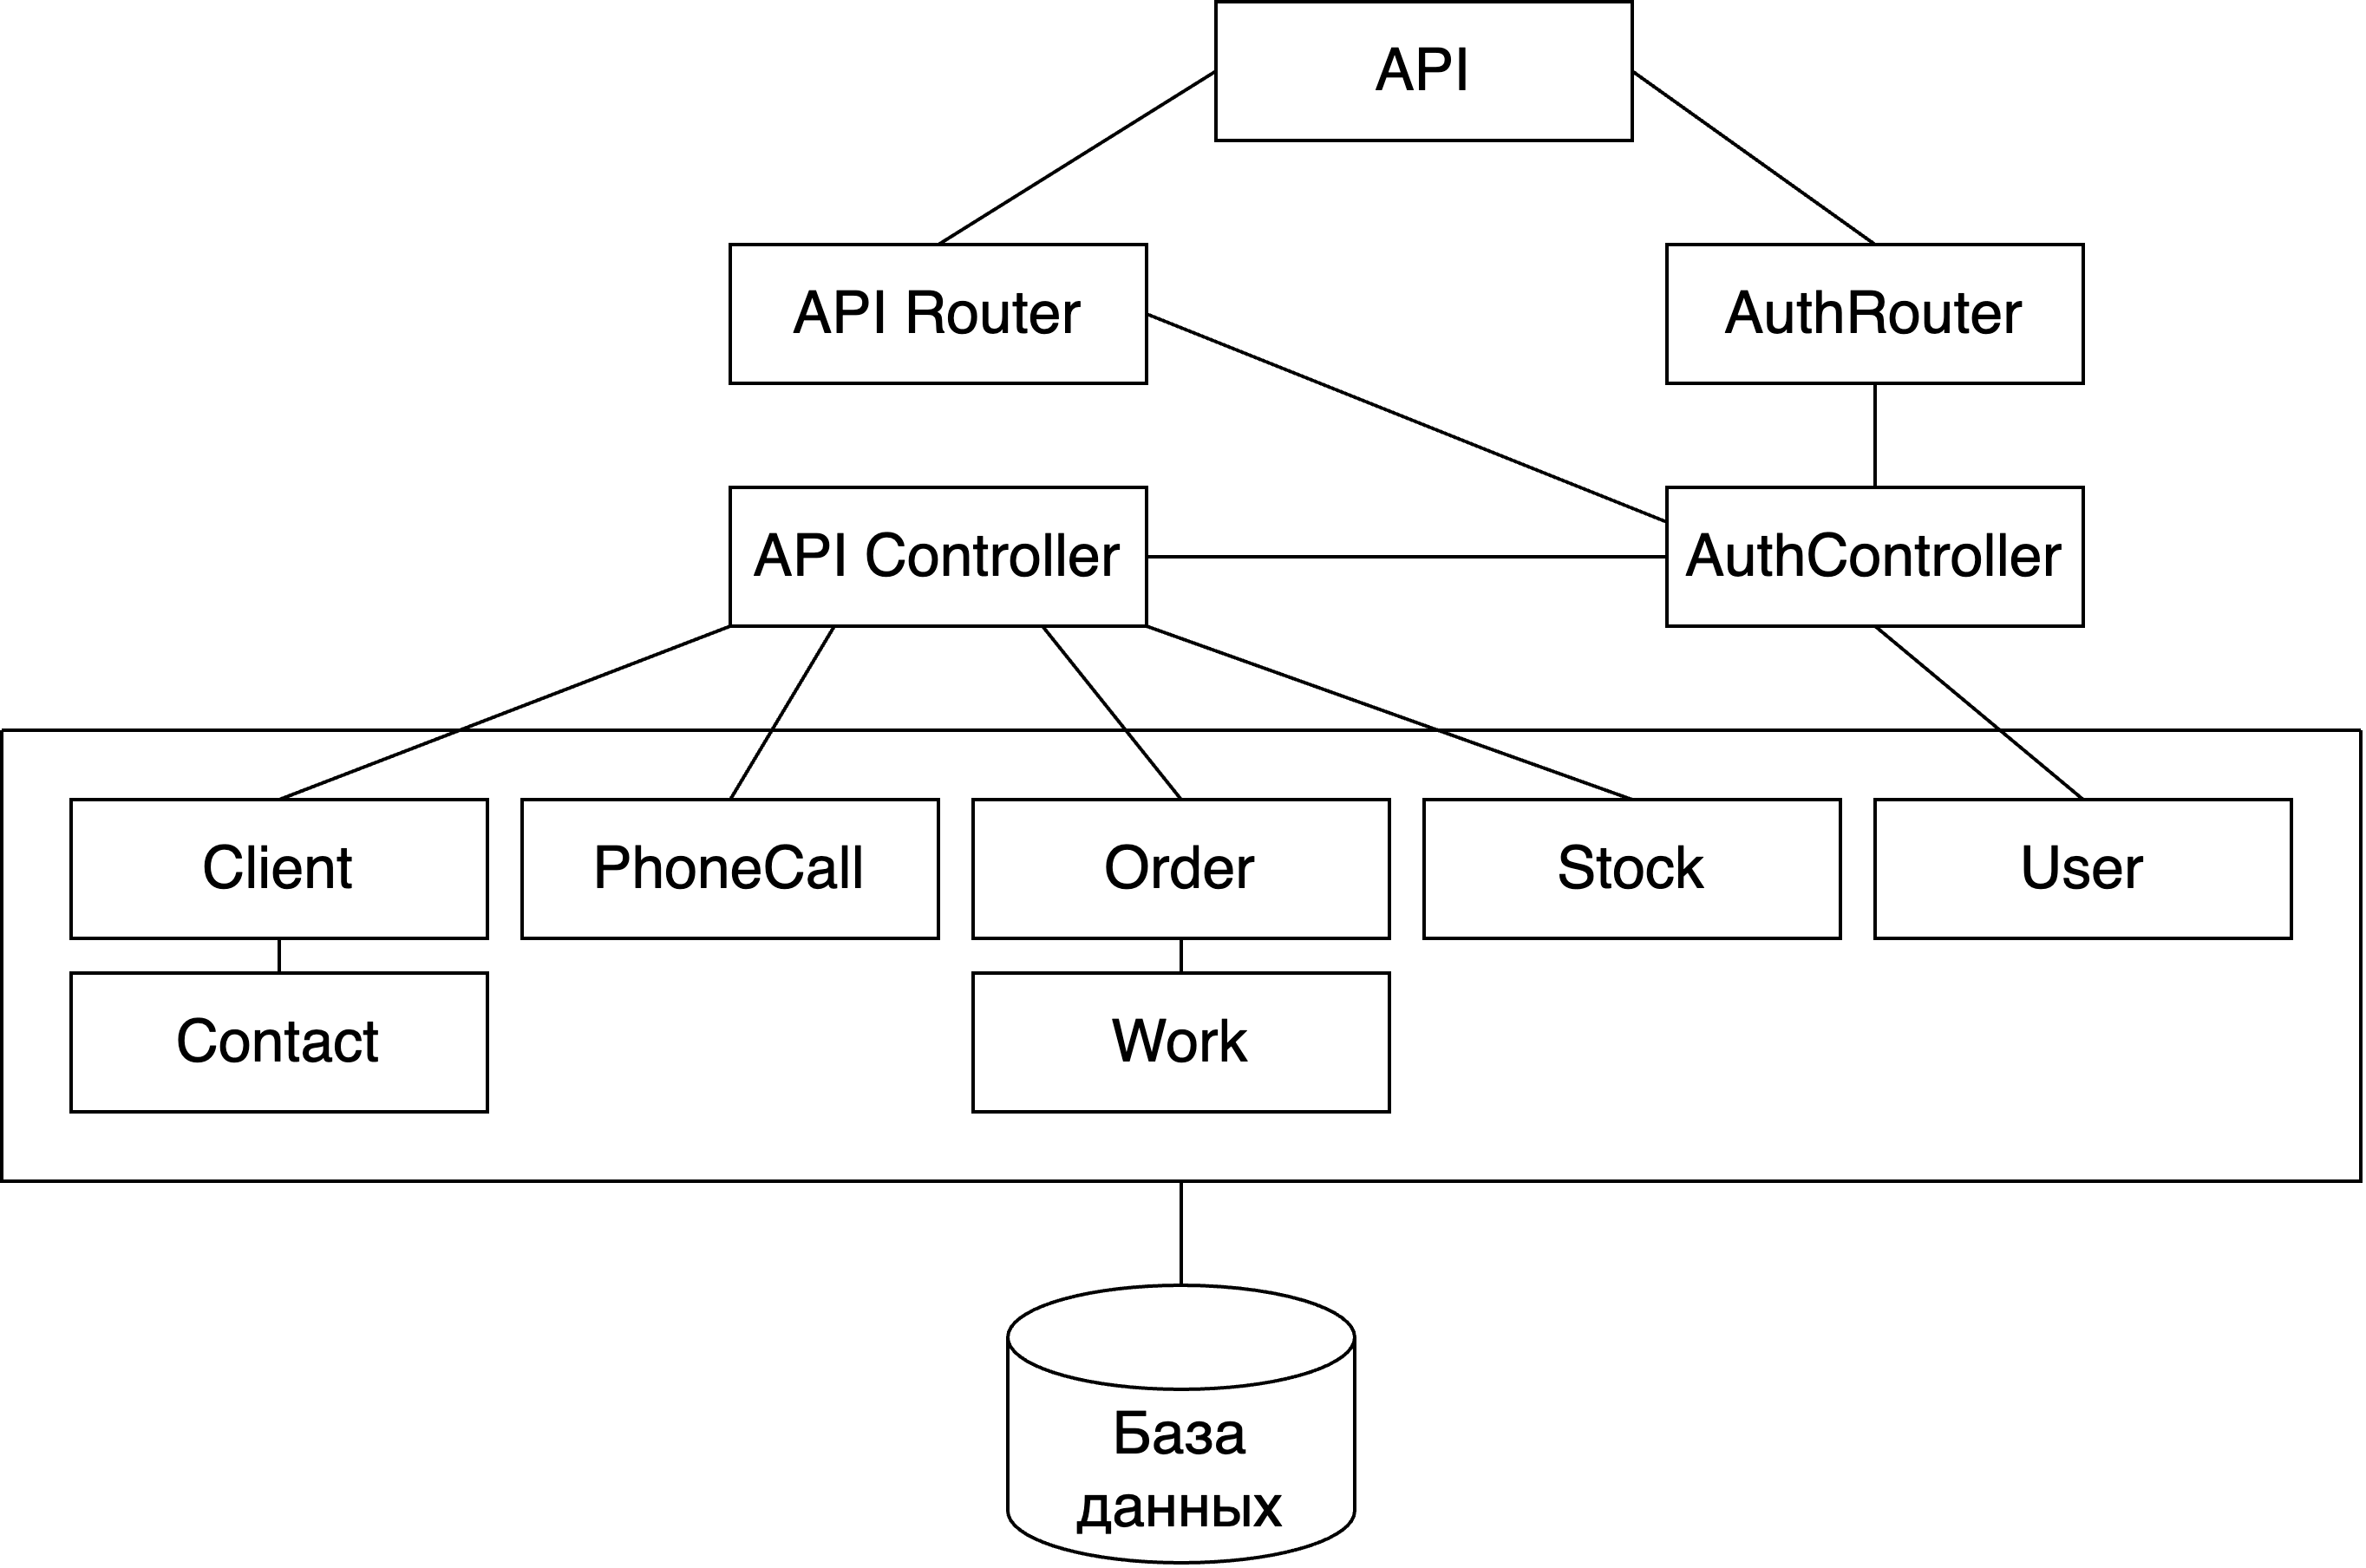 API
API Router
AuthRouter
API Controller
AuthController
Client
PhoneCall
Order
Stock
User
Contact
Work
База
данных